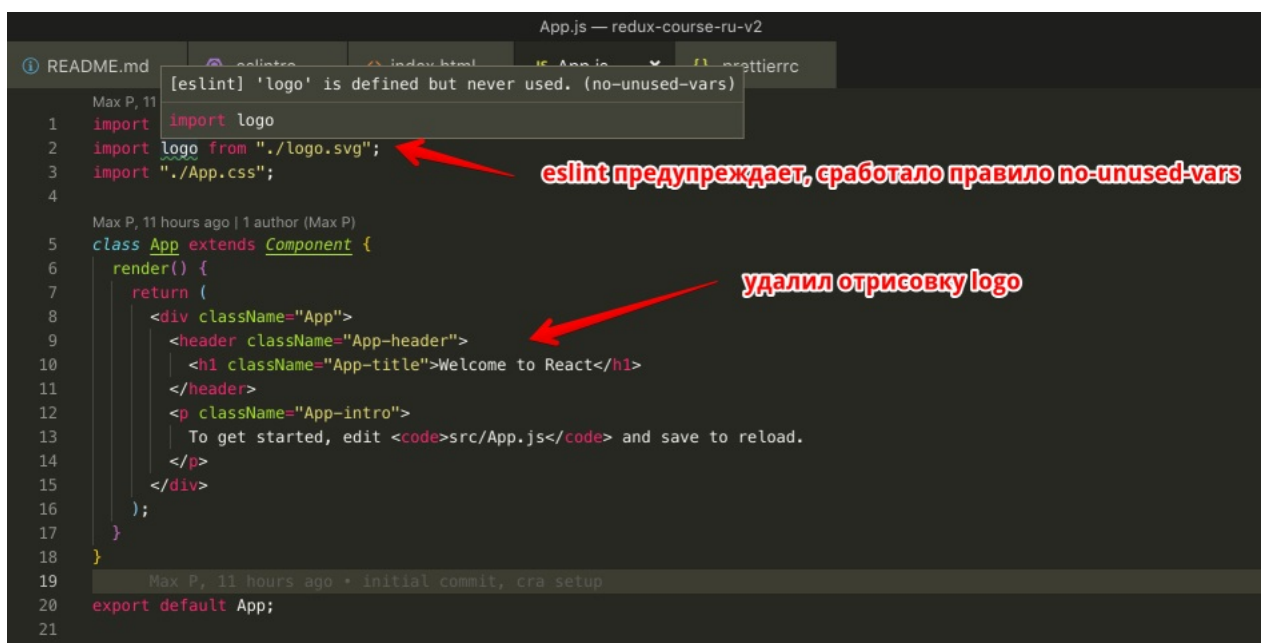 App.js — redux-course-ru-v2
README.md index.html App.js prettierrc
[eslint] 'logo' is defined but never used. (no-unused-vars)
import logo
Max P, 11
1 import
2 import logo from "./logo.svg";
eslint предупреждает, сработало правило no-unused-vars
3 import "./App.css";
4
Max P, 11 hours ago | 1 author (Max P)
5 class App extends Component {
6 render() {
удалил отрисовку logo
7 return (
8 <div className="App">
9 <header className="App-header">
10 <h1 className="App-title">Welcome to React</h1>
11 </header>
12 <p className="App-intro">
13 To get started, edit <code>src/App.js</code> and save to reload.
14 </p>
15 </div>
16 );
17 }
18 }
19 Max P, 11 hours ago • initial commit, cra setup
20 export default App;
21